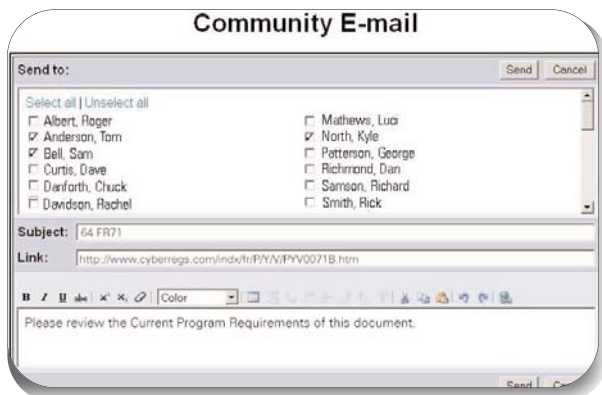 Community E-mail
Send to: Send Cancel
Select all | Unselect all
Albert, Roger
Anderson, Tom
Bell, Sam
Curtis, Dave
Danforth, Chuck
Davidson, Rachel
Mathews, Luci
North, Kyle
Patterson, George
Richmond, Dan
Samson, Richard
Smith, Rick
Subject: 64 FR71
Link: http://www.cyberregs.com/indx/fr/P/Y/V/PYV0071B.htm
B I U abc x² x₂ Color
Please review the Current Program Requirements of this document.
Send